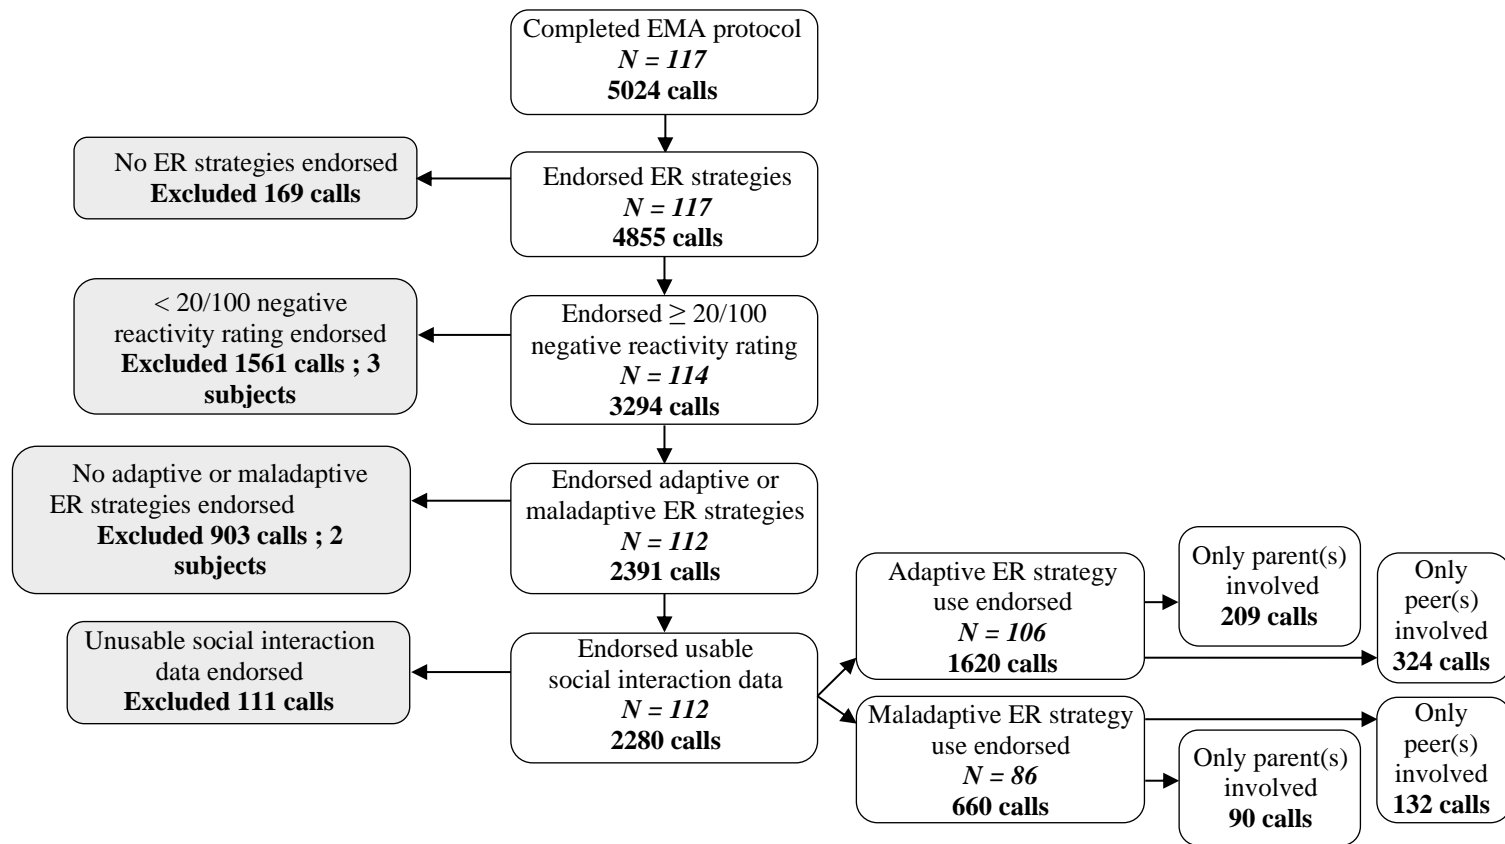 Completed EMA protocol
N = 117
5024 calls
No ER strategies endorsed
Excluded 169 calls
Endorsed ER strategies
N = 117
4855 calls
< 20/100 negative
reactivity rating endorsed
Excluded 1561 calls ; 3
subjects
Endorsed ≥ 20/100
negative reactivity rating
N = 114
3294 calls
No adaptive or maladaptive
ER strategies endorsed
Excluded 903 calls ; 2
subjects
Endorsed adaptive or
maladaptive ER strategies
N = 112
2391 calls
Unusable social interaction
data endorsed
Excluded 111 calls
Endorsed usable
social interaction data
N = 112
2280 calls
Adaptive ER strategy
use endorsed
N = 106
1620 calls
Only parent(s)
involved
209 calls
Only
peer(s)
involved
324 calls
Maladaptive ER strategy
use endorsed
N = 86
660 calls
Only parent(s)
involved
90 calls
Only
peer(s)
involved
132 calls